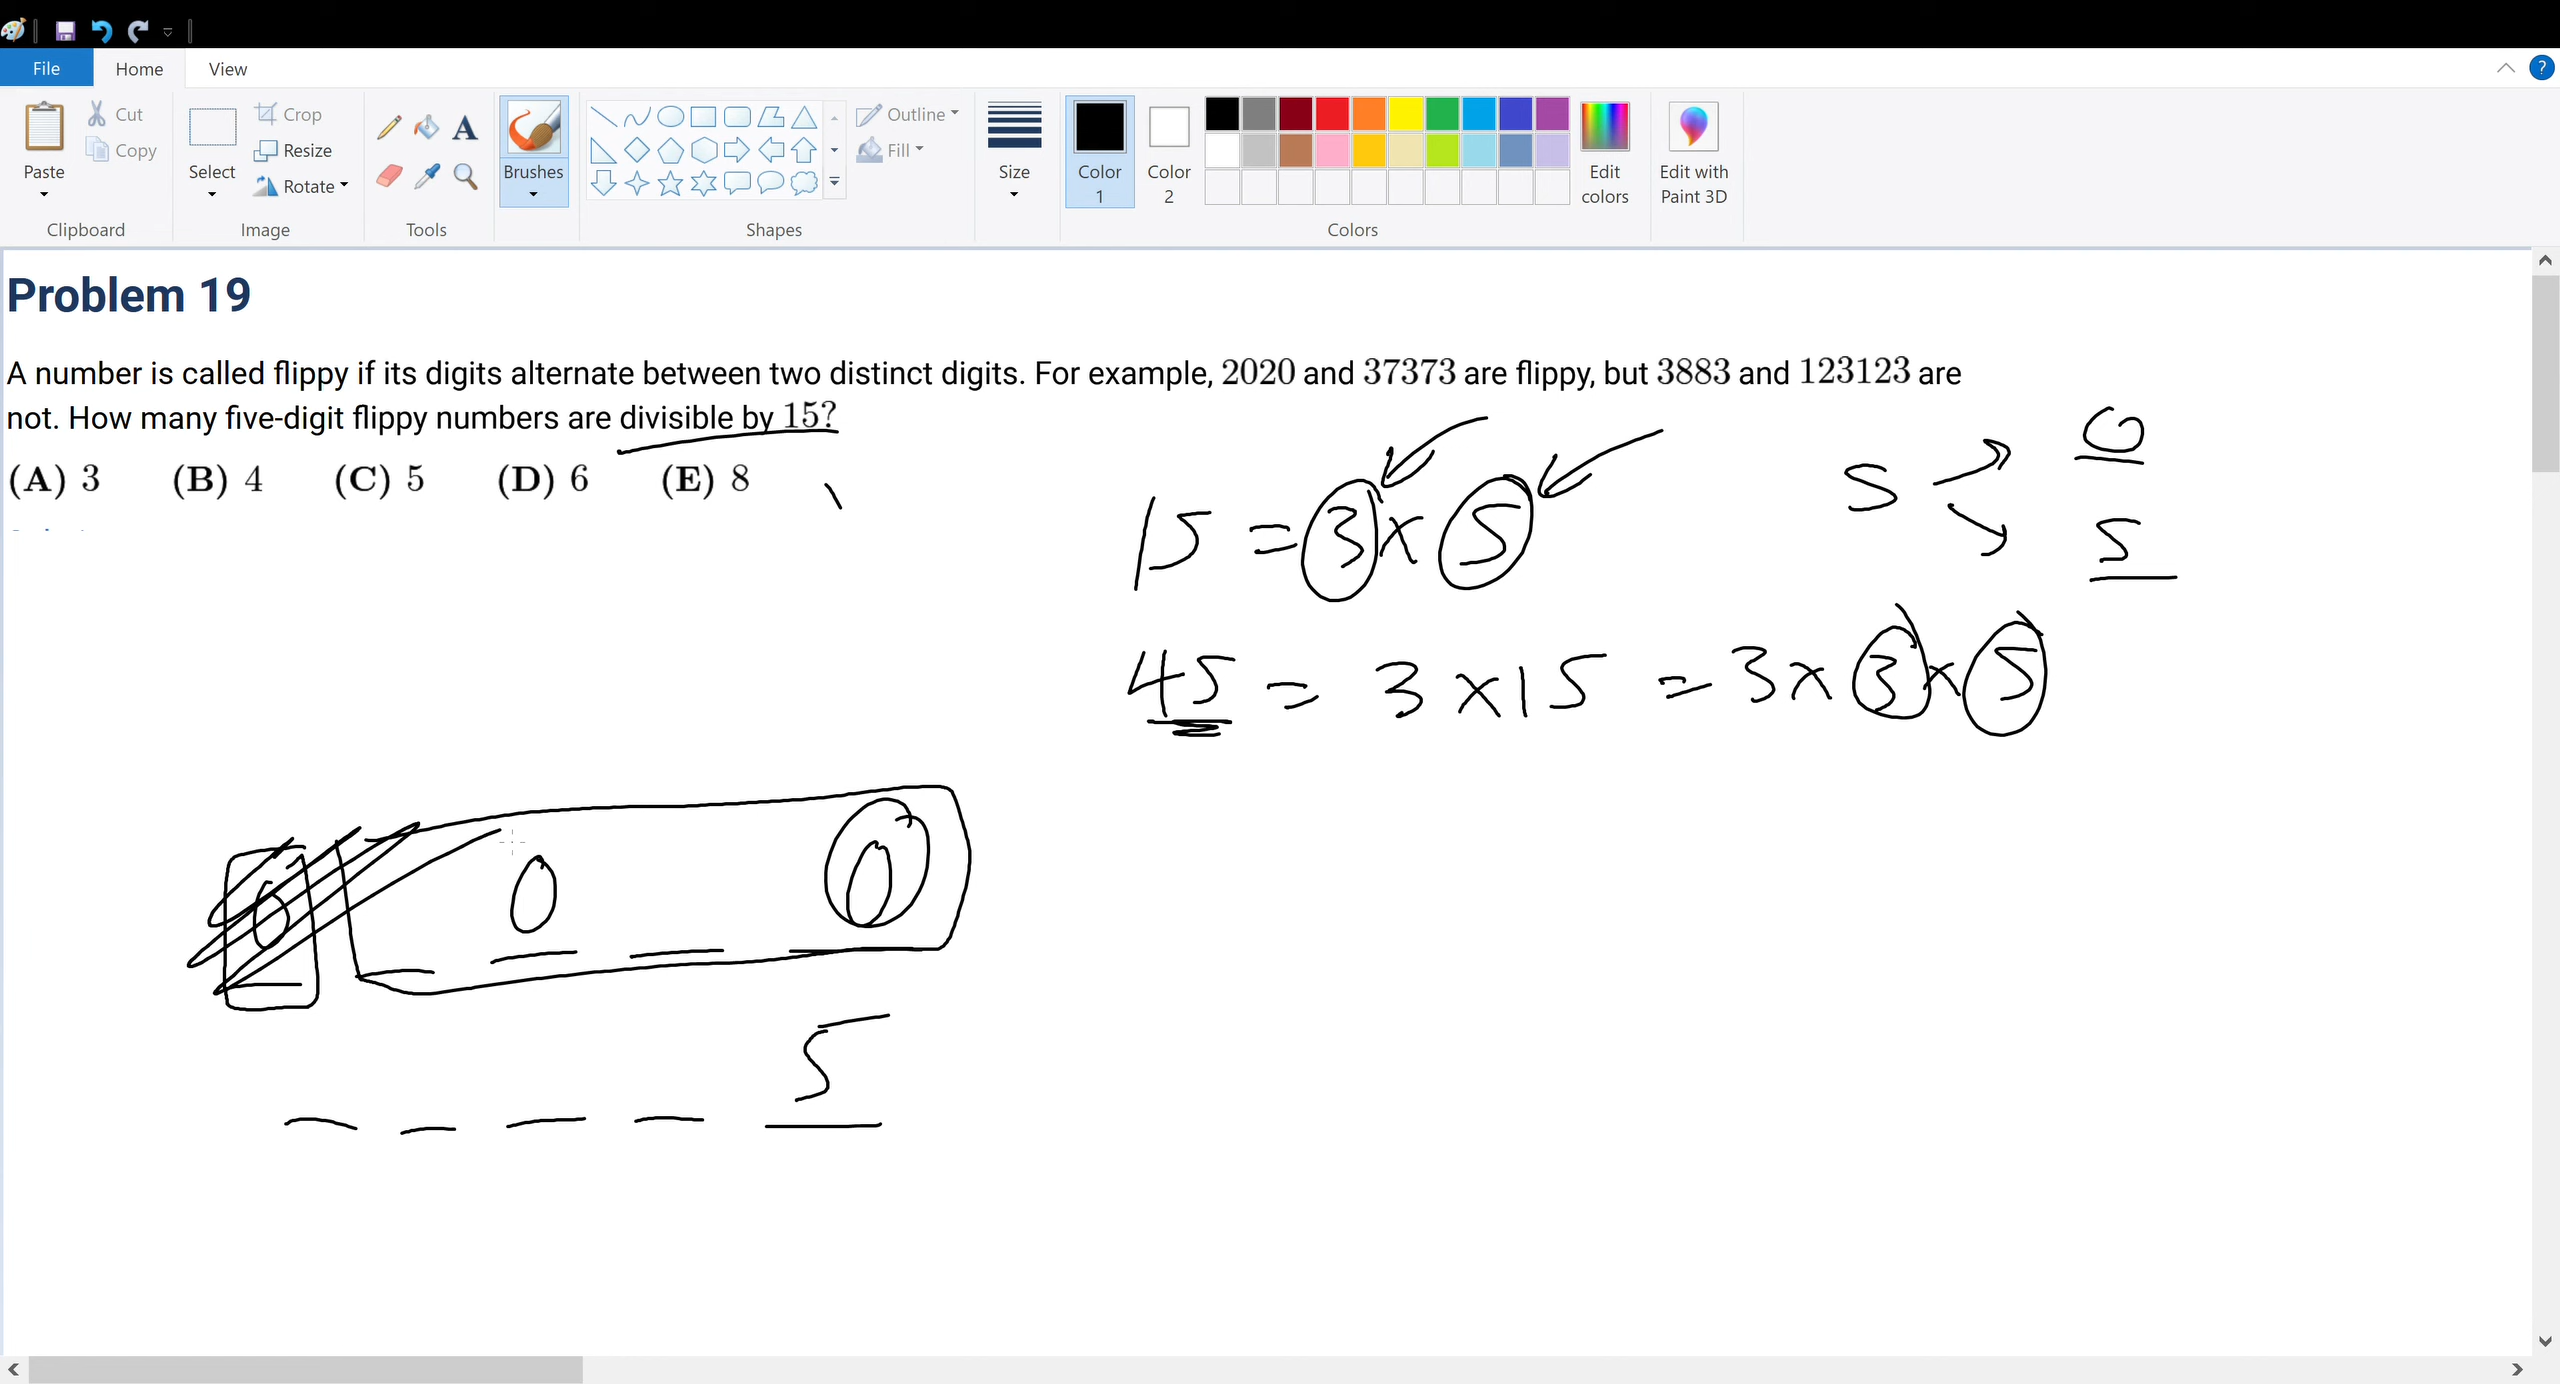 File Home View
Paste Cut Copy Clipboard
Select Crop Resize Rotate Image
A Tools
Brushes
Outline Fill Shapes
Size
Color 1 Color 2 Edit colors Colors
Edit with Paint 3D
?
Problem 19
A number is called flippy if its digits alternate between two distinct digits. For example, 2020 and 37373 are flippy, but 3883 and 123123 are
not. How many five-digit flippy numbers are divisible by 15?
(A) 3 (B) 4 (C) 5 (D) 6 (E) 8
15 = 3 x 5
5 0
5
45 = 3 x 15 = 3 x 3 x 5
0 0 0
5